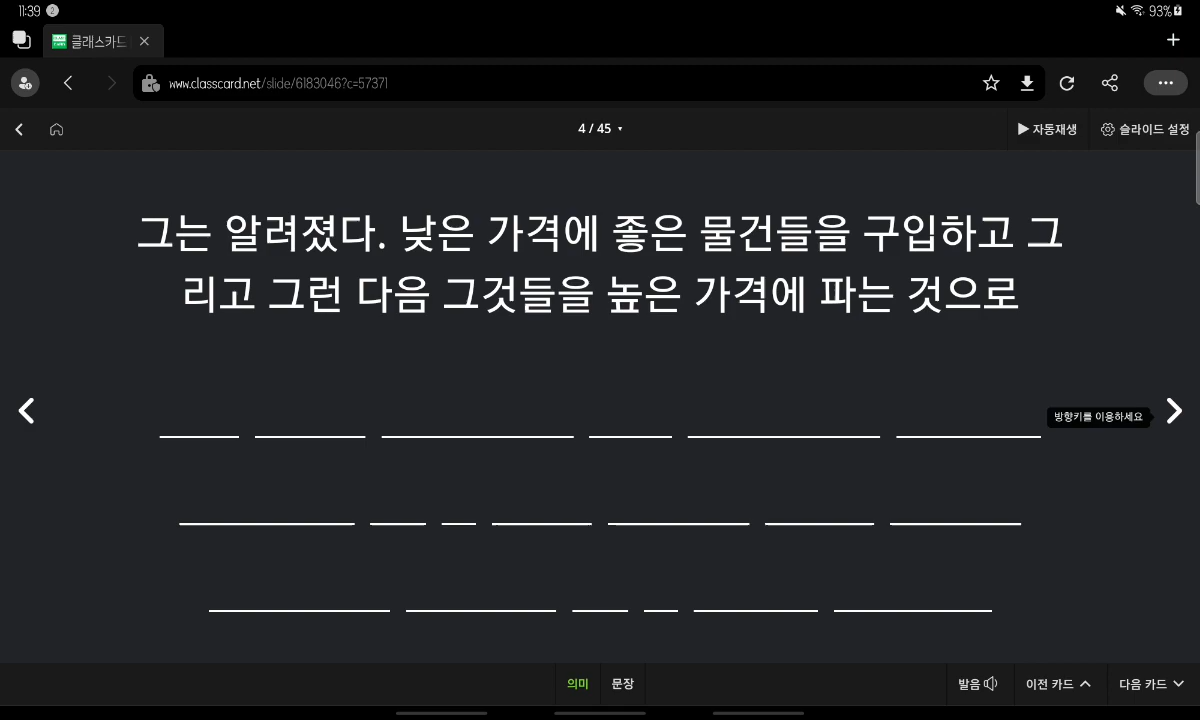 11:39 2 93%
클래스카드
www.classcard.net/slide/6183046?c=57371
4 / 45 자동재생 슬라이드 설정
그는 알려졌다. 낮은 가격에 좋은 물건들을 구입하고 그
리고 그런 다음 그것들을 높은 가격에 파는 것으로
방향키를 이용하세요
의미 문장 발음 이전 카드 다음 카드